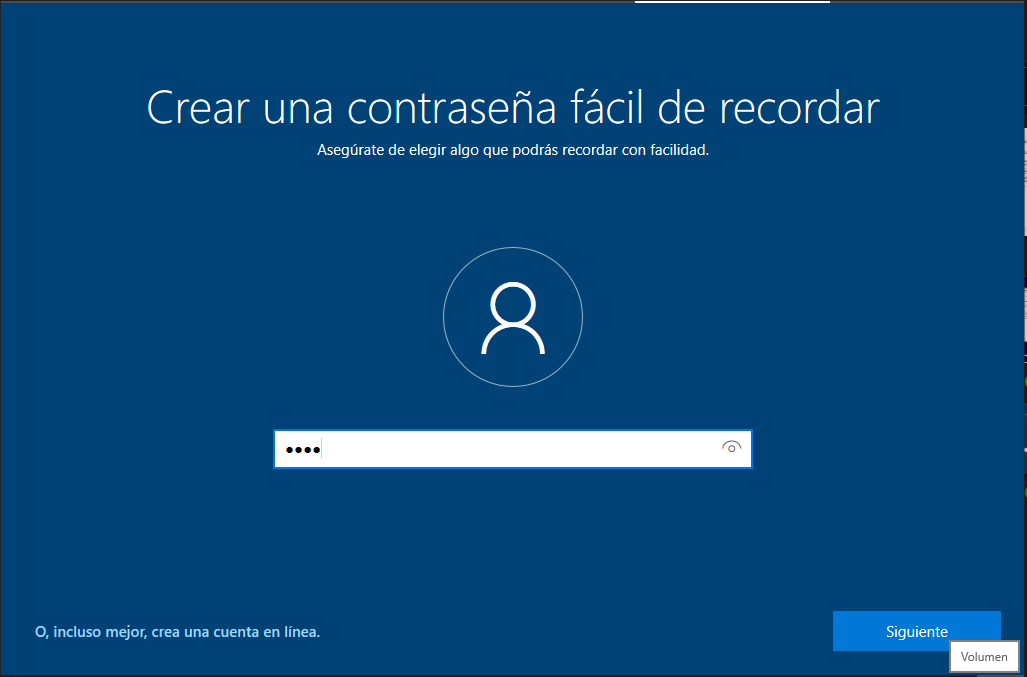 Crear una contraseña fácil de recordar
Asegúrate de elegir algo que podrás recordar con facilidad.
••••
O, incluso mejor, crea una cuenta en línea.
Siguiente
Volumen